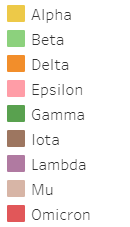 Alpha
Beta
Delta
Epsilon
Gamma
Iota
Lambda
Mu
Omicron